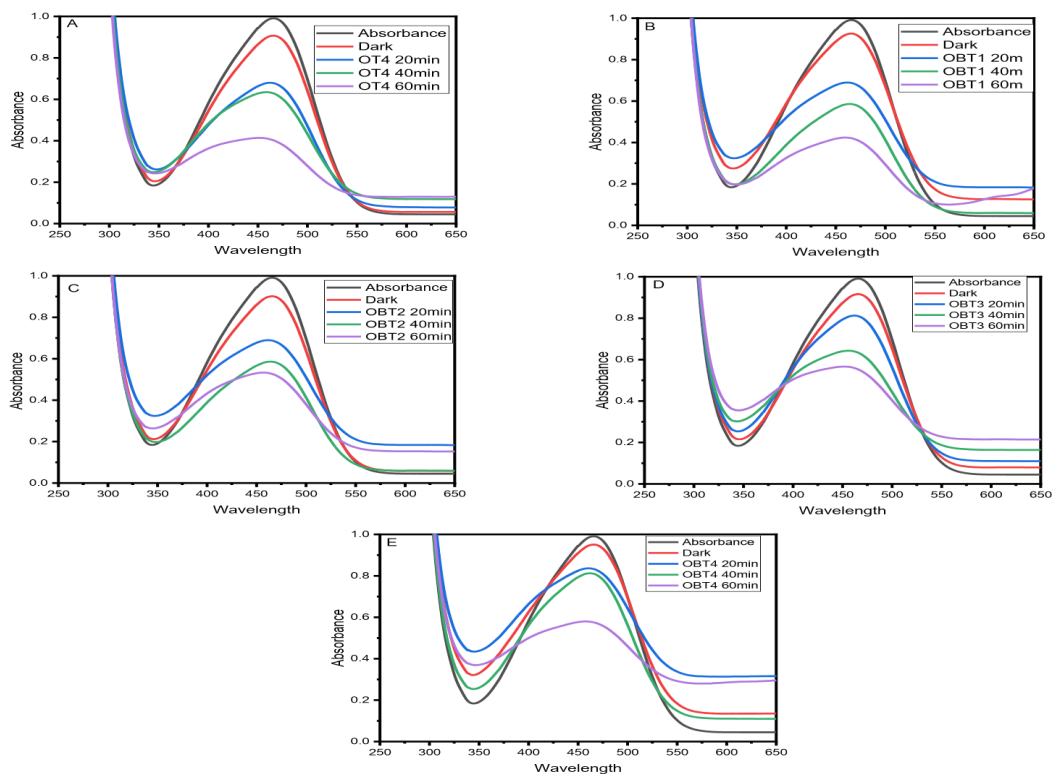 A
Absorbance
Dark
OT4 20min
OT4 40min
OT4 60min
1.0
0.8
0.6
0.4
0.2
0.0
Absorbance
250 300 350 400 450 500 550 600 650
Wavelength
B
Absorbance
Dark
OBT1 20m
OBT1 40m
OBT1 60m
1.0
0.8
0.6
0.4
0.2
0.0
Absorbance
250 300 350 400 450 500 550 600 650
Wavelength
C
Absorbance
Dark
OBT2 20min
OBT2 40min
OBT2 60min
1.0
0.8
0.6
0.4
0.2
0.0
Absorbance
250 300 350 400 450 500 550 600 650
Wavelength
D
Absorbance
Dark
OBT3 20min
OBT3 40min
OBT3 60min
1.0
0.8
0.6
0.4
0.2
0.0
Absorbance
250 300 350 400 450 500 550 600 650
Wavelength
E
Absorbance
Dark
OBT4 20min
OBT4 40min
OBT4 60min
1.0
0.8
0.6
0.4
0.2
0.0
Absorbance
250 300 350 400 450 500 550 600 650
Wavelength